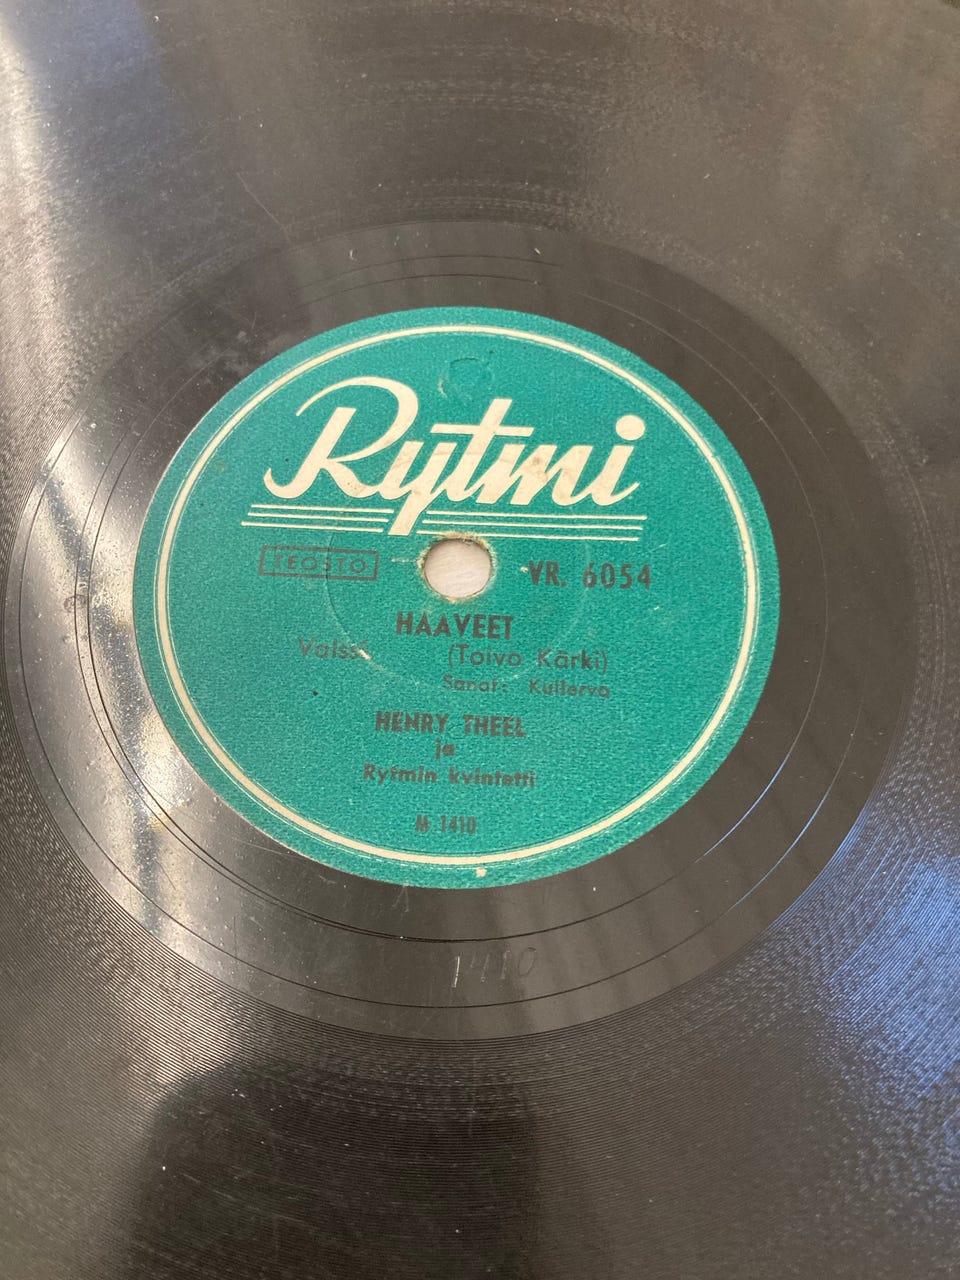 Rytmi
TEOSTO VR. 6054
HAAVEET
Valssi (Toivo Kärki)
Sanat: Kullervo
HENRY THEEL
ja
Rytmin kvintetti
M 1410
1410